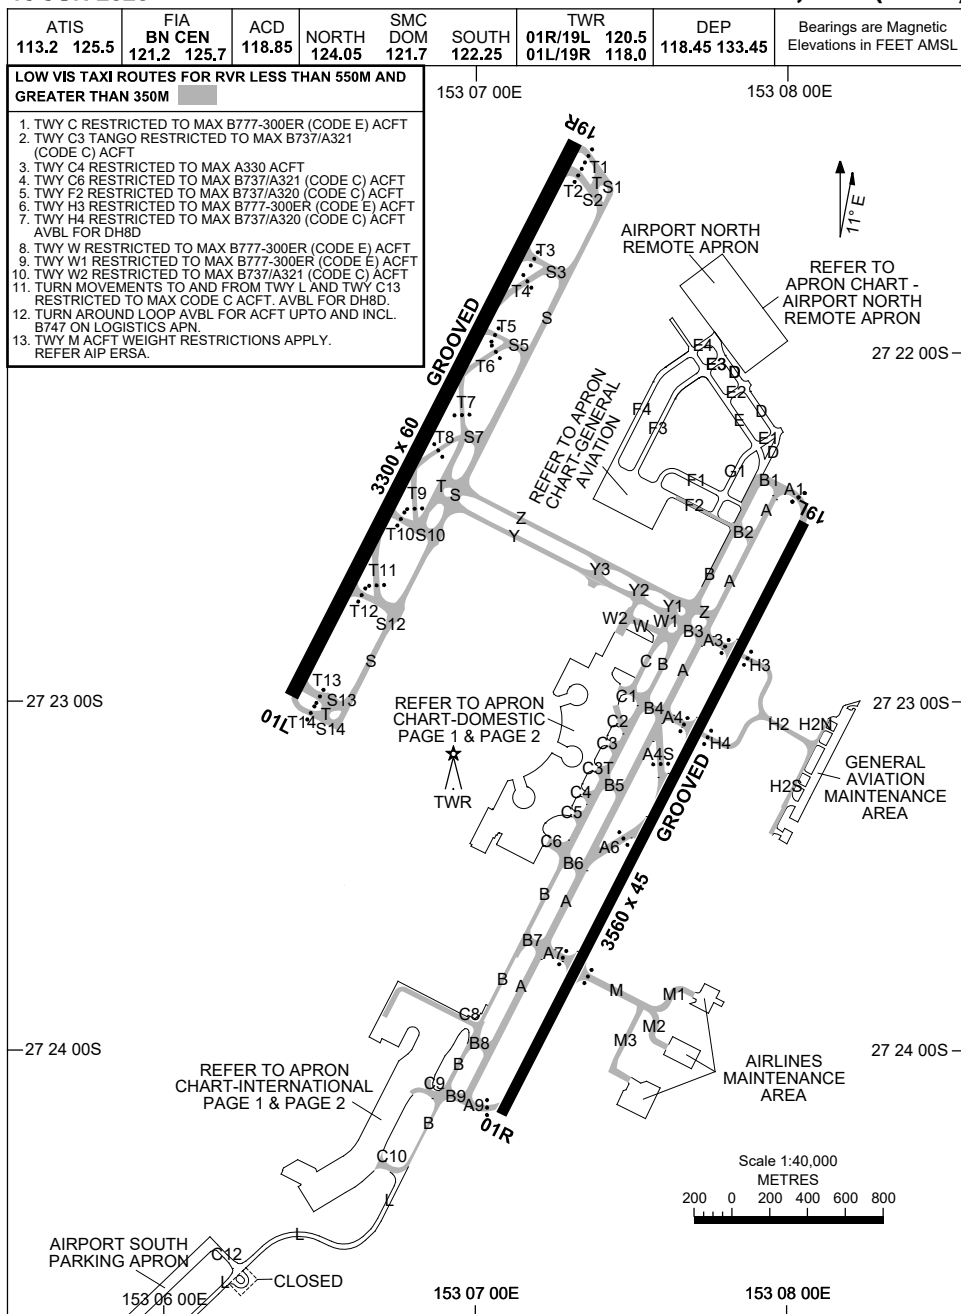 ATIS
113.2 125.5
FIA
BN CEN
121.2 125.7
ACD
118.85
SMC
NORTH DOM SOUTH
124.05 121.7 122.25
TWR
01R/19L 120.5
01L/19R 118.0
DEP
118.45 133.45
Bearings are Magnetic
Elevations in FEET AMSL
LOW VIS TAXI ROUTES FOR RVR LESS THAN 550M AND
GREATER THAN 350M
1. TWY C RESTRICTED TO MAX B777-300ER (CODE E) ACFT
2. TWY C3 TANGO RESTRICTED TO MAX B737/A321
(CODE C) ACFT
3. TWY C4 RESTRICTED TO MAX A330 ACFT
4. TWY C6 RESTRICTED TO MAX B737/A321 (CODE C) ACFT
5. TWY F2 RESTRICTED TO MAX B737/A320 (CODE C) ACFT
6. TWY H3 RESTRICTED TO MAX B777-300ER (CODE E) ACFT
7. TWY H4 RESTRICTED TO MAX B737/A320 (CODE C) ACFT
AVBL FOR DH8D
8. TWY W RESTRICTED TO MAX B777-300ER (CODE E) ACFT
9. TWY W1 RESTRICTED TO MAX B777-300ER (CODE E) ACFT
10. TWY W2 RESTRICTED TO MAX B737/A321 (CODE C) ACFT
11. TURN MOVEMENTS TO AND FROM TWY L AND TWY C13
RESTRICTED TO MAX CODE C ACFT. AVBL FOR DH8D.
12. TURN AROUND LOOP AVBL FOR ACFT UPTO AND INCL.
B747 ON LOGISTICS APN.
13. TWY M ACFT WEIGHT RESTRICTIONS APPLY.
REFER AIP ERSA.
153 07 00E
153 08 00E
19R
T1
T
S1
T2
S2
11° E
AIRPORT NORTH
REMOTE APRON
REFER TO
APRON CHART -
AIRPORT NORTH
REMOTE APRON
T3
S3
T4
S
GROOVED
T5
S5
T6
27 22 00S
E4
E3
D
E2
D
E
E1
D
F4
F3
REFER TO APRON
CHART-GENERAL
AVIATION
T7
S7
T8
3300 x 60
G1
F1
F2
B1
A1
A
19L
B2
T
S
T9
T10
S10
Z
Y
Y3
Y2
Y1
Z
B
A
T11
T12
S12
S
W2
W
W1
B3
A3
H3
C
B
A
T13
S13
T14
T
S14
01L
27 23 00S
27 23 00S
REFER TO APRON
CHART-DOMESTIC
PAGE 1 & PAGE 2
TWR
C1
B4
A4
H4
H2
H2N
C2
C3
A4S
C3T
B5
C4
C5
H2S
GENERAL
AVIATION
MAINTENANCE
AREA
GROOVED
C6
A6
B6
B
A
3560 x 45
B7
A7
B
A
M
M1
M2
M3
C8
B8
27 24 00S
27 24 00S
AIRLINES
MAINTENANCE
AREA
B
REFER TO APRON
CHART-INTERNATIONAL
PAGE 1 & PAGE 2
C9
B9
A9
01R
B
C10
L
L
Scale 1:40,000
METRES
200 0 200 400 600 800
AIRPORT SOUTH
PARKING APRON
C12
L
CLOSED
153 06 00E
153 07 00E
153 08 00E